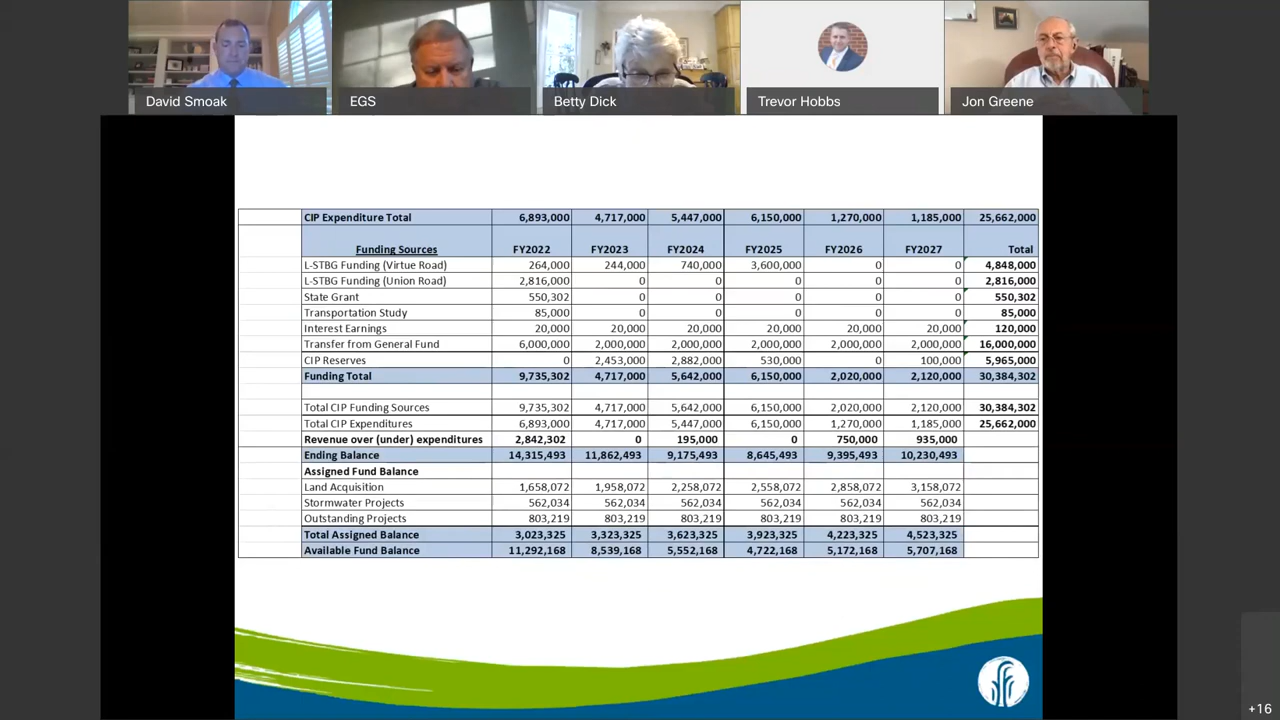 David Smoak
EGS
Betty Dick
Trevor Hobbs
Jon Greene
CIP Expenditure Total 6,893,000 4,717,000 5,447,000 6,150,000 1,270,000 1,185,000 25,662,000
Funding Sources FY2022 FY2023 FY2024 FY2025 FY2026 FY2027 Total
L-STBG Funding (Virtue Road) 264,000 244,000 740,000 3,600,000 0 0 4,848,000
L-STBG Funding (Union Road) 2,816,000 0 0 0 0 0 2,816,000
State Grant 550,302 0 0 0 0 0 550,302
Transportation Study 85,000 0 0 0 0 0 85,000
Interest Earnings 20,000 20,000 20,000 20,000 20,000 20,000 120,000
Transfer from General Fund 6,000,000 2,000,000 2,000,000 2,000,000 2,000,000 2,000,000 16,000,000
CIP Reserves 0 2,453,000 2,882,000 530,000 0 100,000 5,965,000
Funding Total 9,735,302 4,717,000 5,642,000 6,150,000 2,020,000 2,120,000 30,384,302
Total CIP Funding Sources 9,735,302 4,717,000 5,642,000 6,150,000 2,020,000 2,120,000 30,384,302
Total CIP Expenditures 6,893,000 4,717,000 5,447,000 6,150,000 1,270,000 1,185,000 25,662,000
Revenue over (under) expenditures 2,842,302 0 195,000 0 750,000 935,000
Ending Balance 14,315,493 11,862,493 9,175,493 8,645,493 9,395,493 10,230,493
Assigned Fund Balance
Land Acquisition 1,658,072 1,958,072 2,258,072 2,558,072 2,858,072 3,158,072
Stormwater Projects 562,034 562,034 562,034 562,034 562,034 562,034
Outstanding Projects 803,219 803,219 803,219 803,219 803,219 803,219
Total Assigned Balance 3,023,325 3,323,325 3,623,325 3,923,325 4,223,325 4,523,325
Available Fund Balance 11,292,168 8,539,168 5,552,168 4,722,168 5,172,168 5,707,168
+16